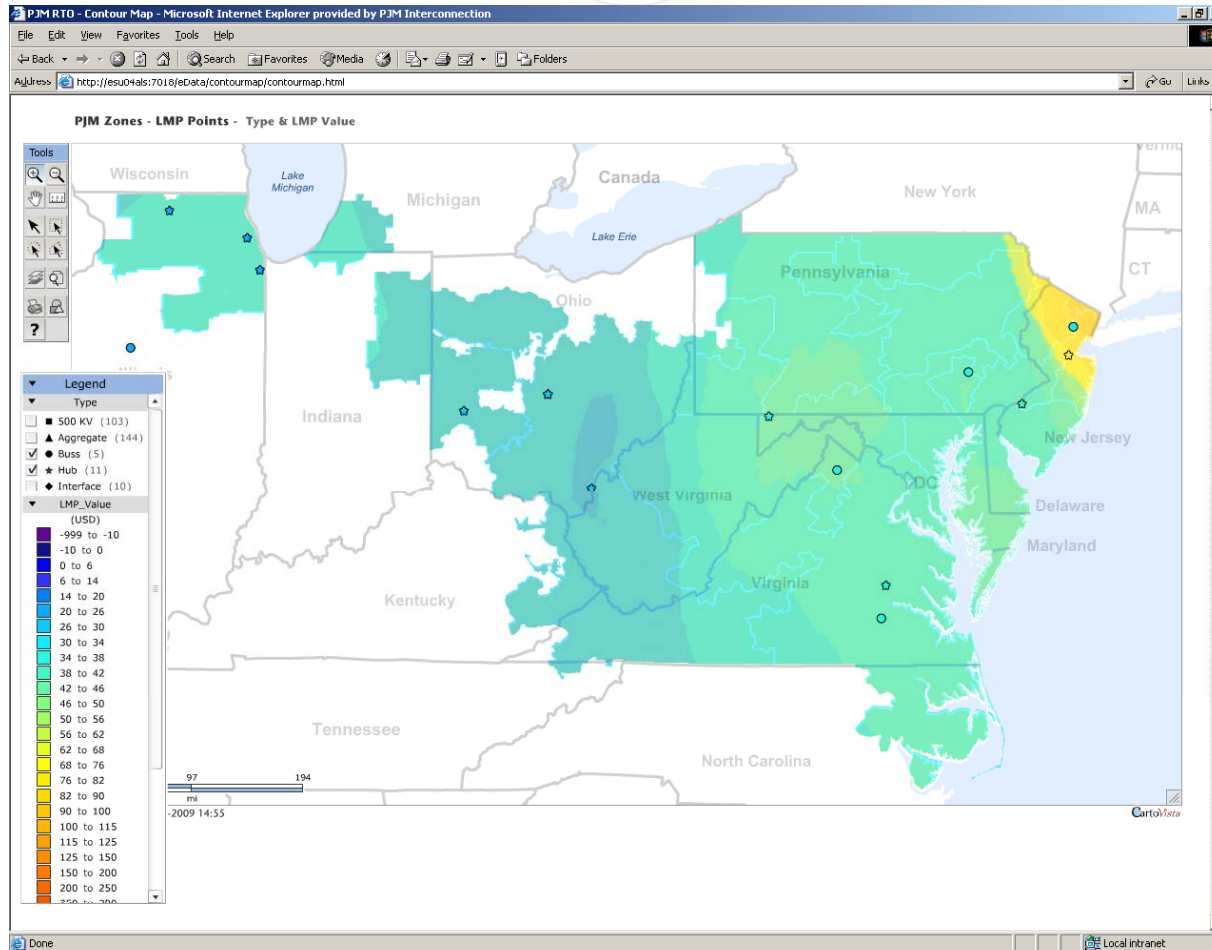 PJM RTO - Contour Map - Microsoft Internet Explorer provided by PJM Interconnection
File Edit View Favorites Tools Help
Back Search Favorites Media Folders
Address http://esu04als:7018/eData/contourmap/contourmap.html Go Links
PJM Zones - LMP Points - Type & LMP Value
Tools
Wisconsin
Lake Michigan
Michigan
Canada
New York
MA
CT
Lake Erie
Pennsylvania
Ohio
Indiana
New Jersey
West Virginia
DC
Delaware
Maryland
Virginia
Kentucky
Tennessee
North Carolina
?
Legend
Type
500 KV (103)
Aggregate (144)
Buss (5)
Hub (11)
Interface (10)
LMP_Value
(USD)
-999 to -10
-10 to 0
0 to 6
6 to 14
14 to 20
20 to 26
26 to 30
30 to 34
34 to 38
38 to 42
42 to 46
46 to 50
50 to 56
56 to 62
62 to 68
68 to 76
76 to 82
82 to 90
90 to 100
100 to 115
115 to 125
125 to 150
150 to 200
200 to 250
97 194
mi
-2009 14:55
CartoVista
Done Local intranet